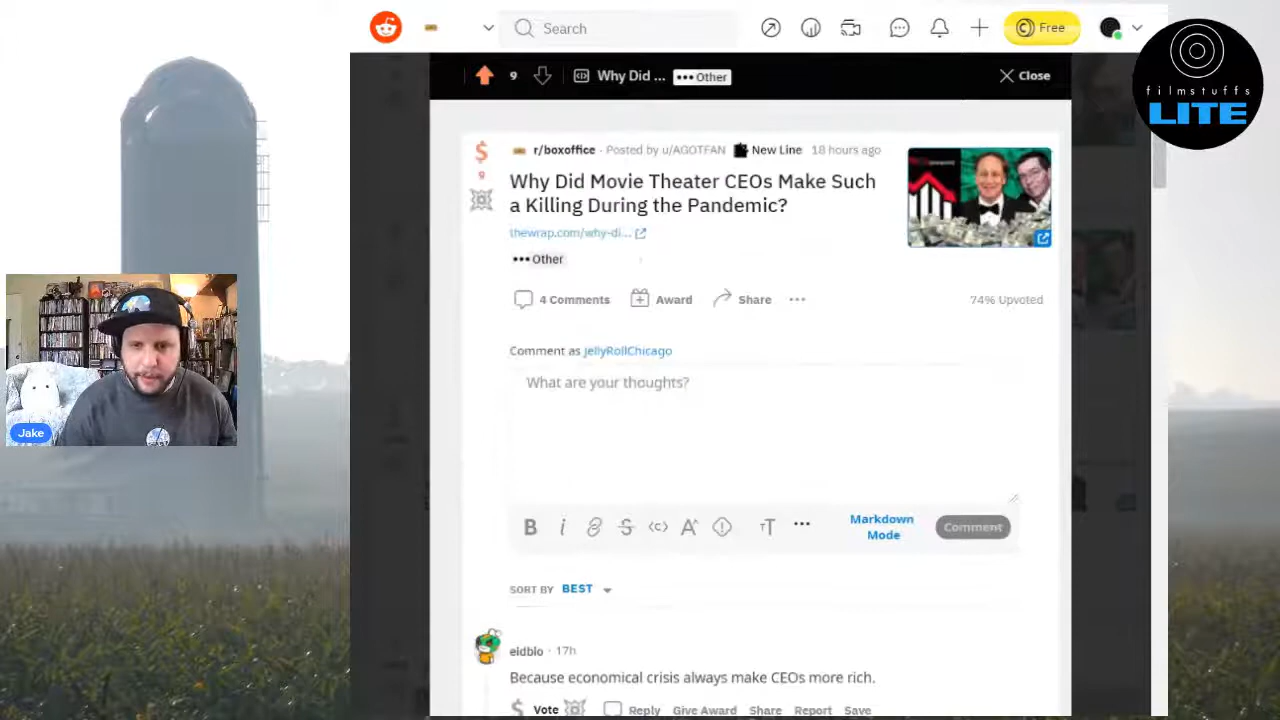 Search
Free
9
Why Did ...
•••Other
Close
filmstuffs
LITE
r/boxoffice · Posted by u/AGOTFAN New Line 18 hours ago
9
Why Did Movie Theater CEOs Make Such
a Killing During the Pandemic?
thewrap.com/why-di...
•••Other
4 Comments
Award
Share
•••
74% Upvoted
Comment as JellyRollChicago
What are your thoughts?
Jake
B i S <c> A TT •••
Markdown
Mode
Comment
SORT BY BEST
eidbio · 17h
Because economical crisis always make CEOs more rich.
Vote
Reply
Give Award
Share
Report
Save